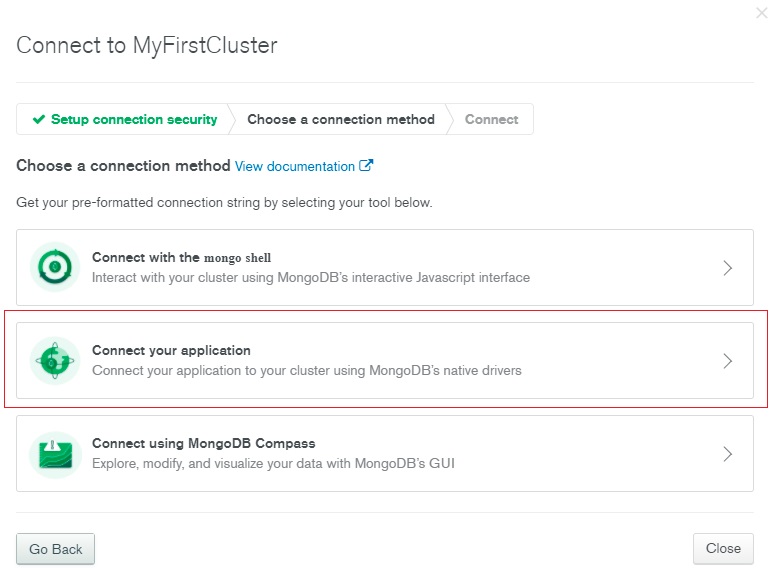 Connect to MyFirstCluster
Setup connection security
Choose a connection method
Connect
Choose a connection method View documentation
Get your pre-formatted connection string by selecting your tool below.
Connect with the mongo shell
Interact with your cluster using MongoDB's interactive Javascript interface
Connect your application
Connect your application to your cluster using MongoDB's native drivers
Connect using MongoDB Compass
Explore, modify, and visualize your data with MongoDB's GUI
Go Back
Close